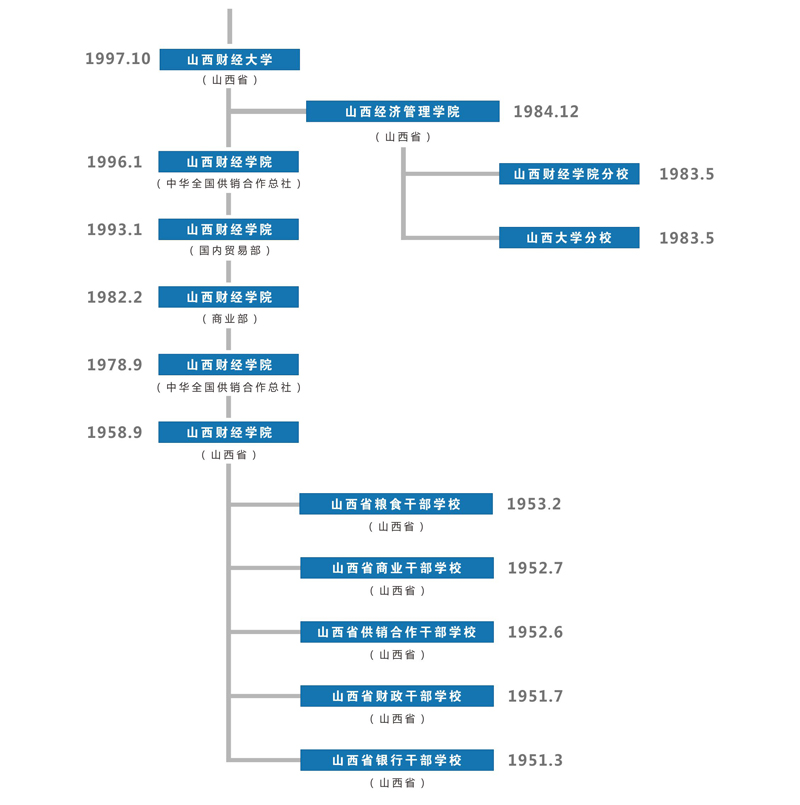 1997.10 山西财经大学
（山西省）
山西经济管理学院 1984.12
（山西省）
1996.1 山西财经学院
（中华全国供销合作总社）
山西财经学院分校 1983.5
1993.1 山西财经学院
（国内贸易部）
山西大学分校 1983.5
1982.2 山西财经学院
（商业部）
1978.9 山西财经学院
（中华全国供销合作总社）
1958.9 山西财经学院
（山西省）
山西省粮食干部学校 1953.2
（山西省）
山西省商业干部学校 1952.7
（山西省）
山西省供销合作干部学校 1952.6
（山西省）
山西省财政干部学校 1951.7
（山西省）
山西省银行干部学校 1951.3
（山西省）